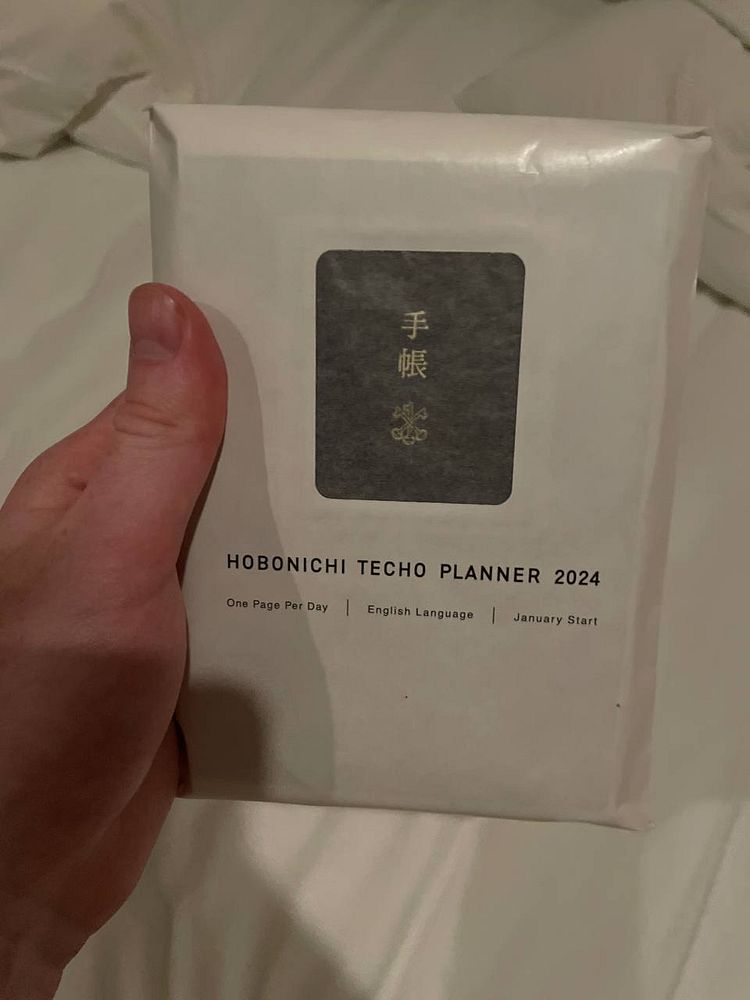 手
帳
HOBONICHI TECHO PLANNER 2024
One Page Per Day | English Language | January Start